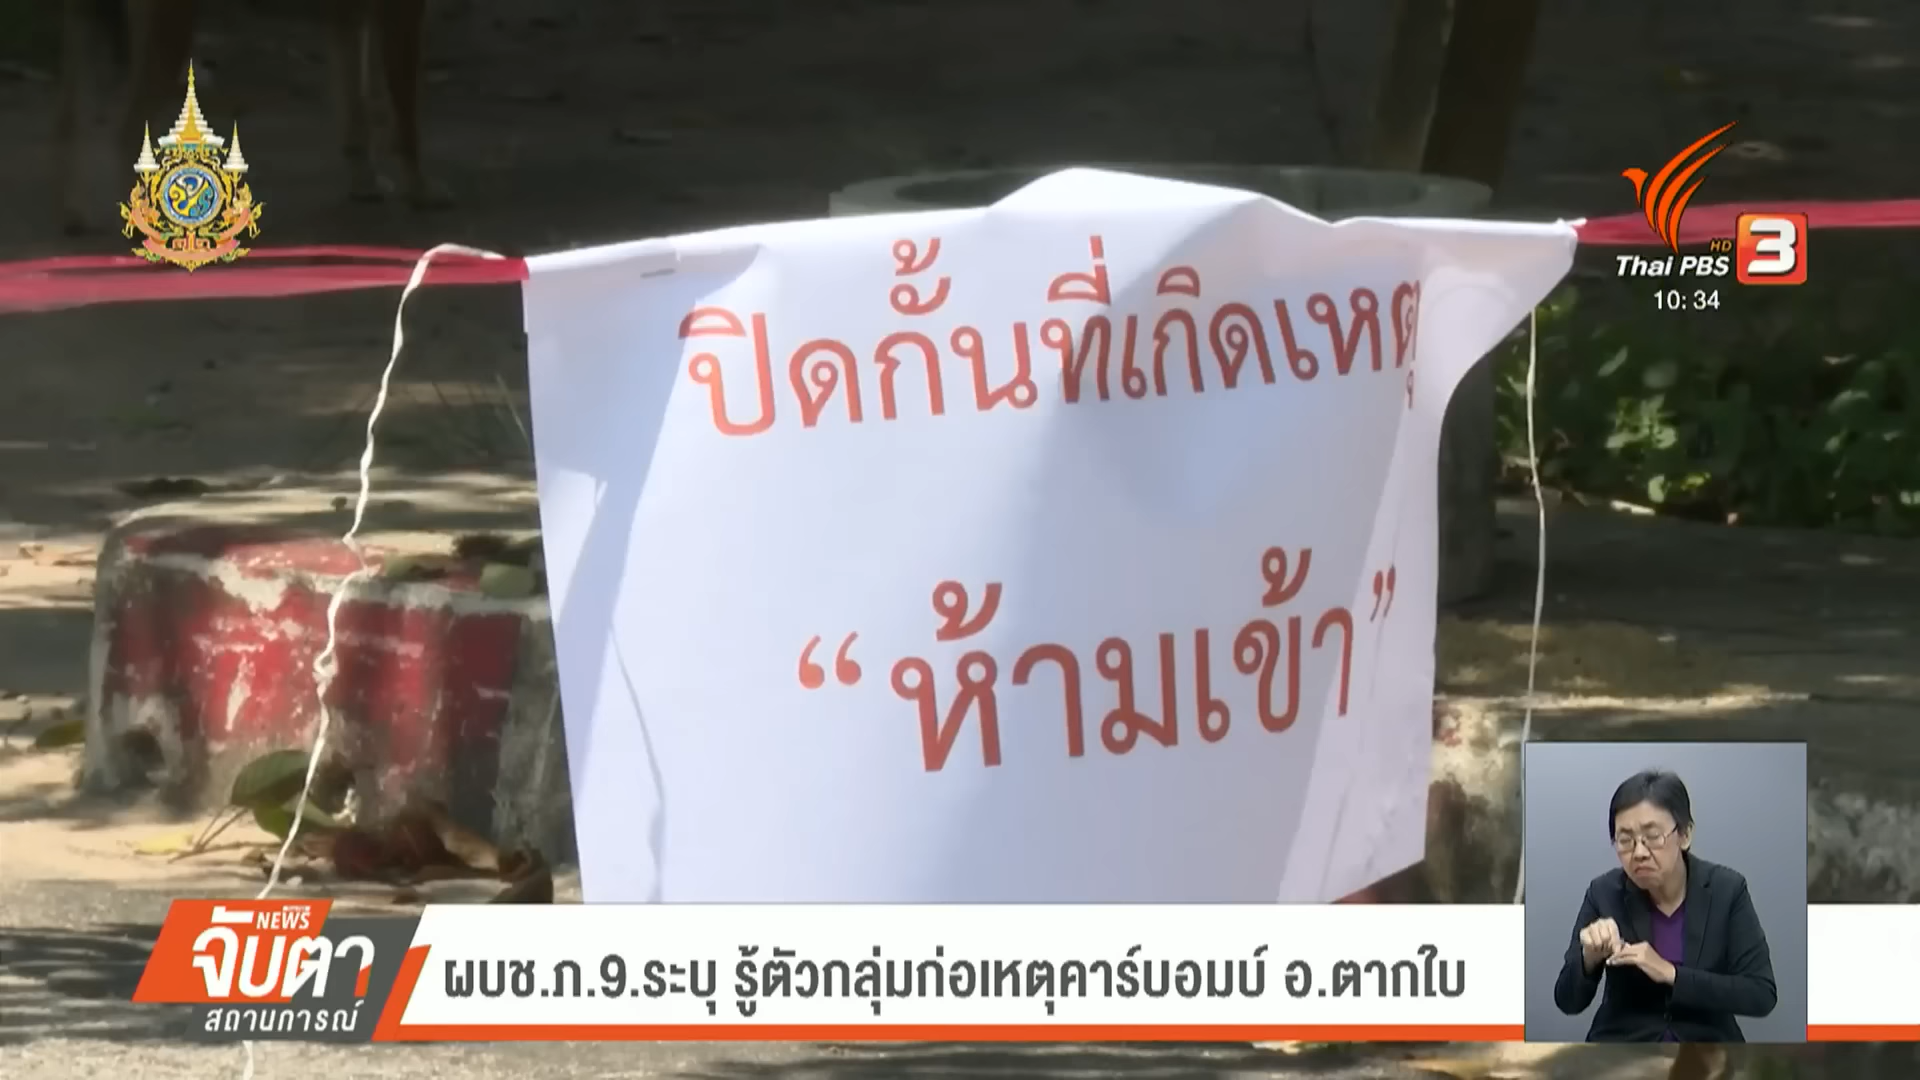 Thai PBS HD 3
10:34
ปิดกั้นที่เกิดเหตุ
“ห้ามเข้า”
NEWS
จับตา
สถานการณ์
ผบช.ภ.9.ระบุ รู้ตัวกลุ่มก่อเหตุคาร์บอมบ์ อ.ตากใบ